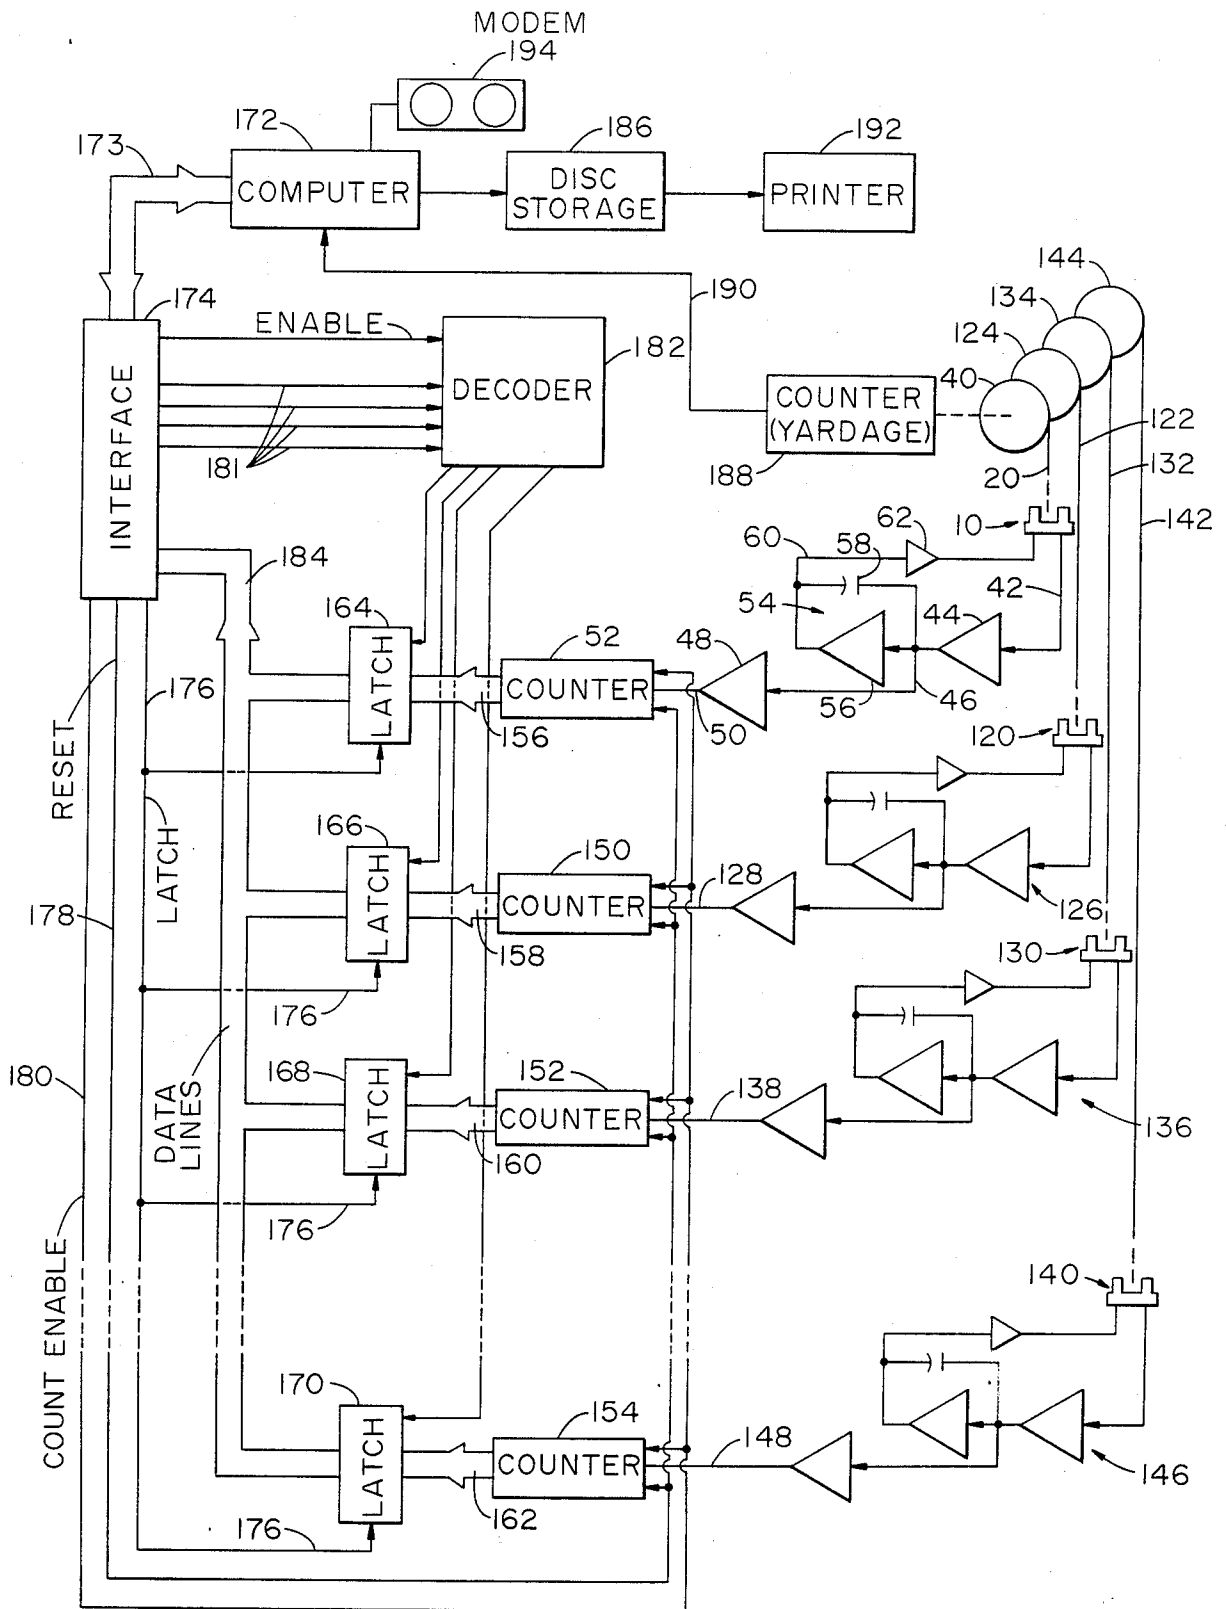 MODEM
194
172
186
192
173
COMPUTER
DISC
STORAGE
PRINTER
144
190
134
174
ENABLE
124
182
40
DECODER
COUNTER
(YARDAGE)
122
181
188
20
132
INTERFACE
10
142
62
60
58
184
42
54
44
164
52
48
COUNTER
LATCH
176
156
50
56
46
120
RESET
166
150
LATCH
128
LATCH
COUNTER
126
178
158
130
176
168
152
180
138
LATCH
COUNTER
DATA
LINES
136
160
176
140
COUNT ENABLE
170
154
148
LATCH
COUNTER
146
162
176